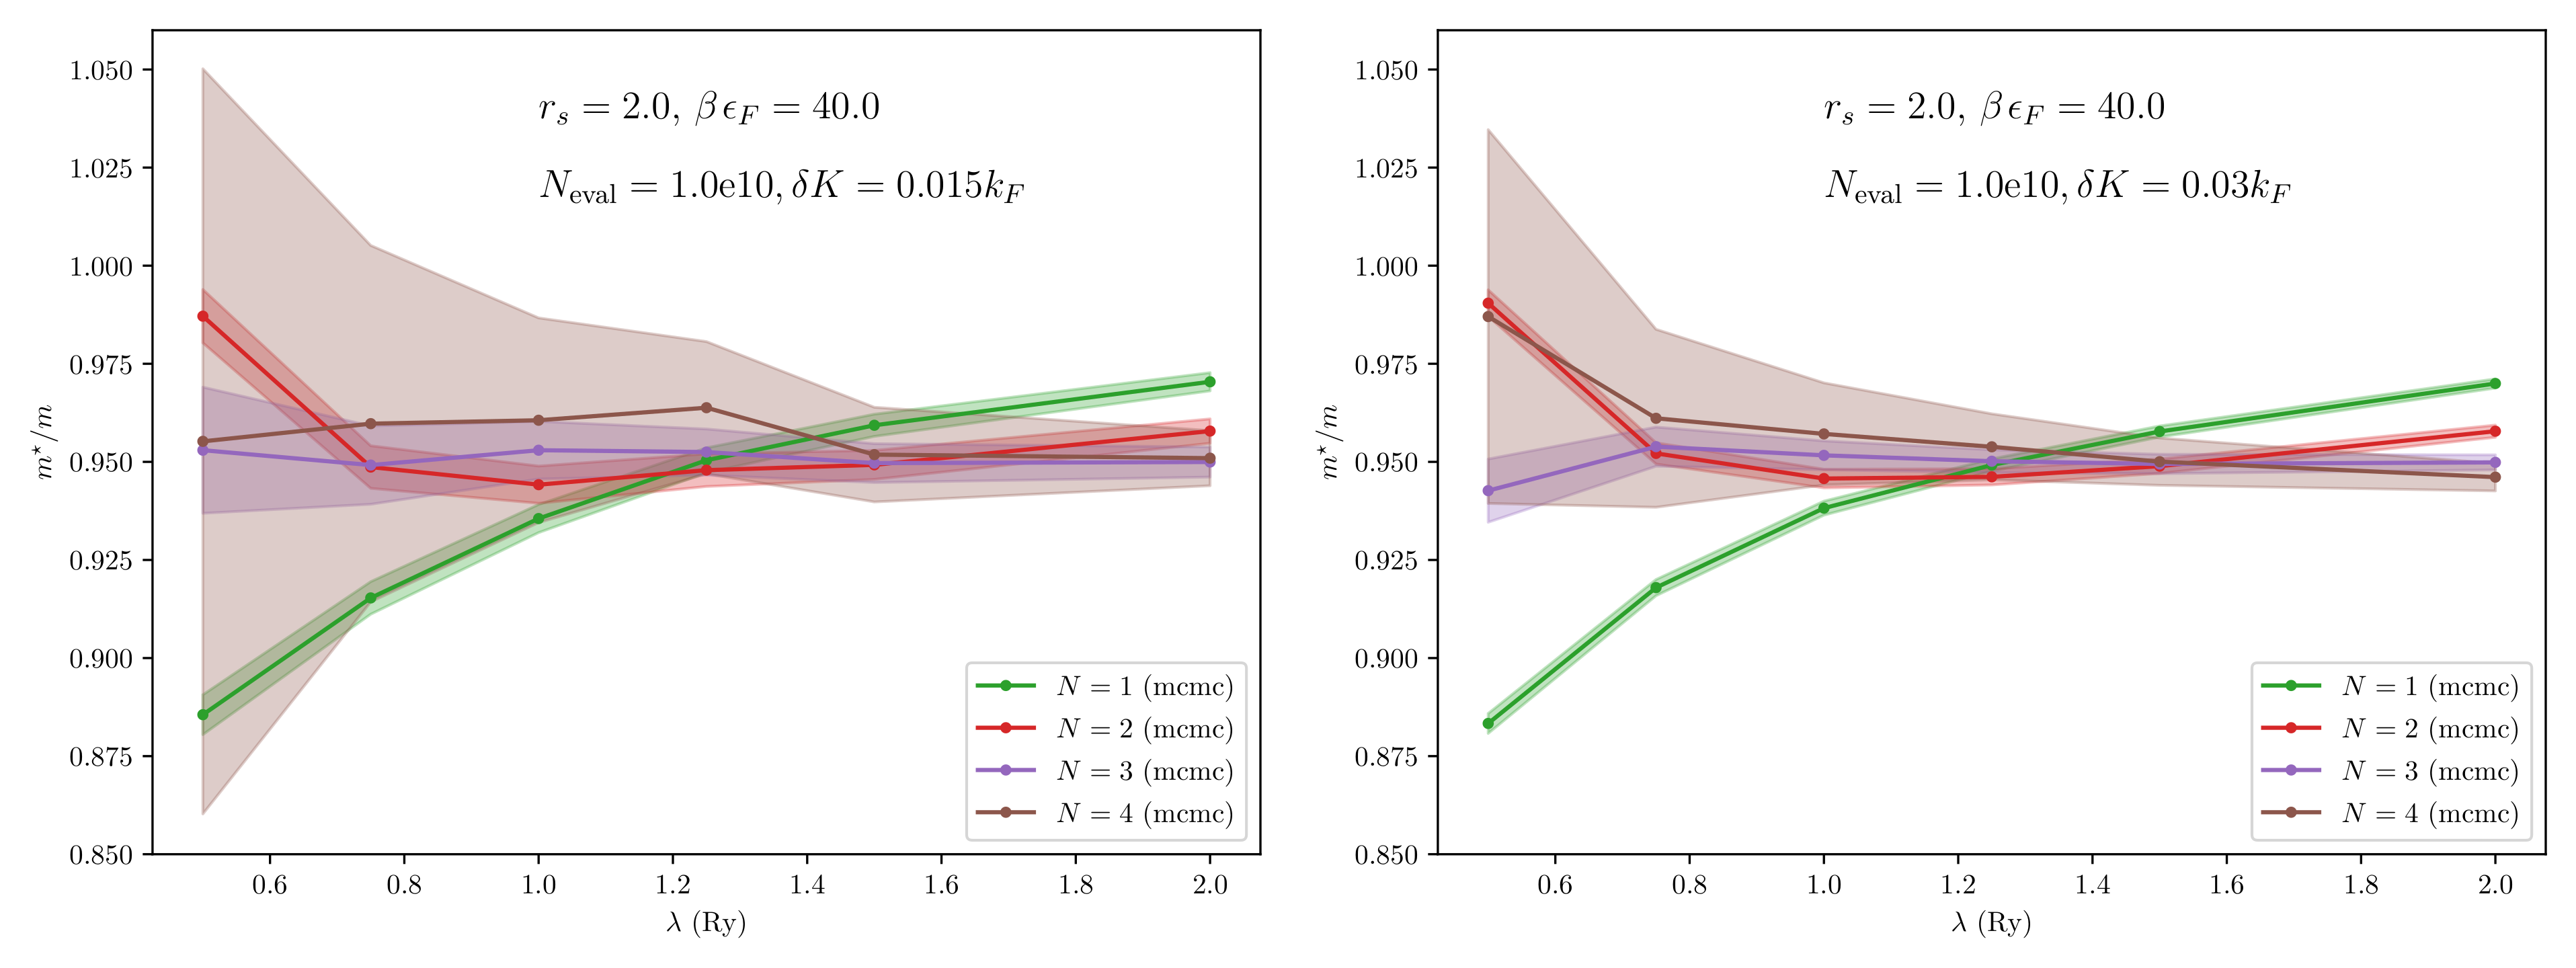 1.050
1.025
1.000
0.975
0.950
0.925
0.900
0.875
0.850
m⋆/m
r_s = 2.0, β ϵ_F = 40.0
N_eval = 1.0e10, δK = 0.015k_F
N = 1 (mcmc)
N = 2 (mcmc)
N = 3 (mcmc)
N = 4 (mcmc)
0.6 0.8 1.0 1.2 1.4 1.6 1.8 2.0
λ (Ry)
1.050
1.025
1.000
0.975
0.950
0.925
0.900
0.875
0.850
m⋆/m
r_s = 2.0, β ϵ_F = 40.0
N_eval = 1.0e10, δK = 0.03k_F
N = 1 (mcmc)
N = 2 (mcmc)
N = 3 (mcmc)
N = 4 (mcmc)
0.6 0.8 1.0 1.2 1.4 1.6 1.8 2.0
λ (Ry)